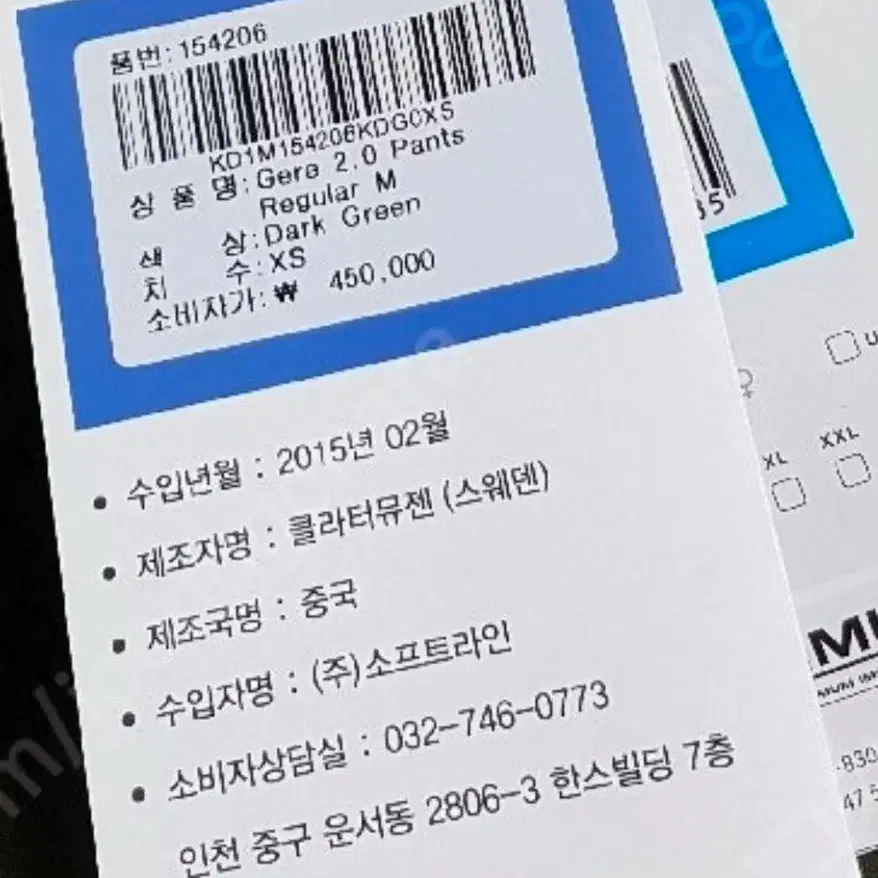 품번: 154206
KD1M154206KDG0XS
상 품 명: Gere 2.0 Pants
Regular M
색 상: Dark Green
치 수: XS
소비자가: ₩ 450,000
• 수입년월 : 2015년 02월
• 제조자명 : 클라터뮤젠 (스웨덴)
• 제조국명 : 중국
• 수입자명 : (주)소프트라인
• 소비자상담실 : 032-746-0773
인천 중구 운서동 2806-3 한스빌딩 7층
XL XXL